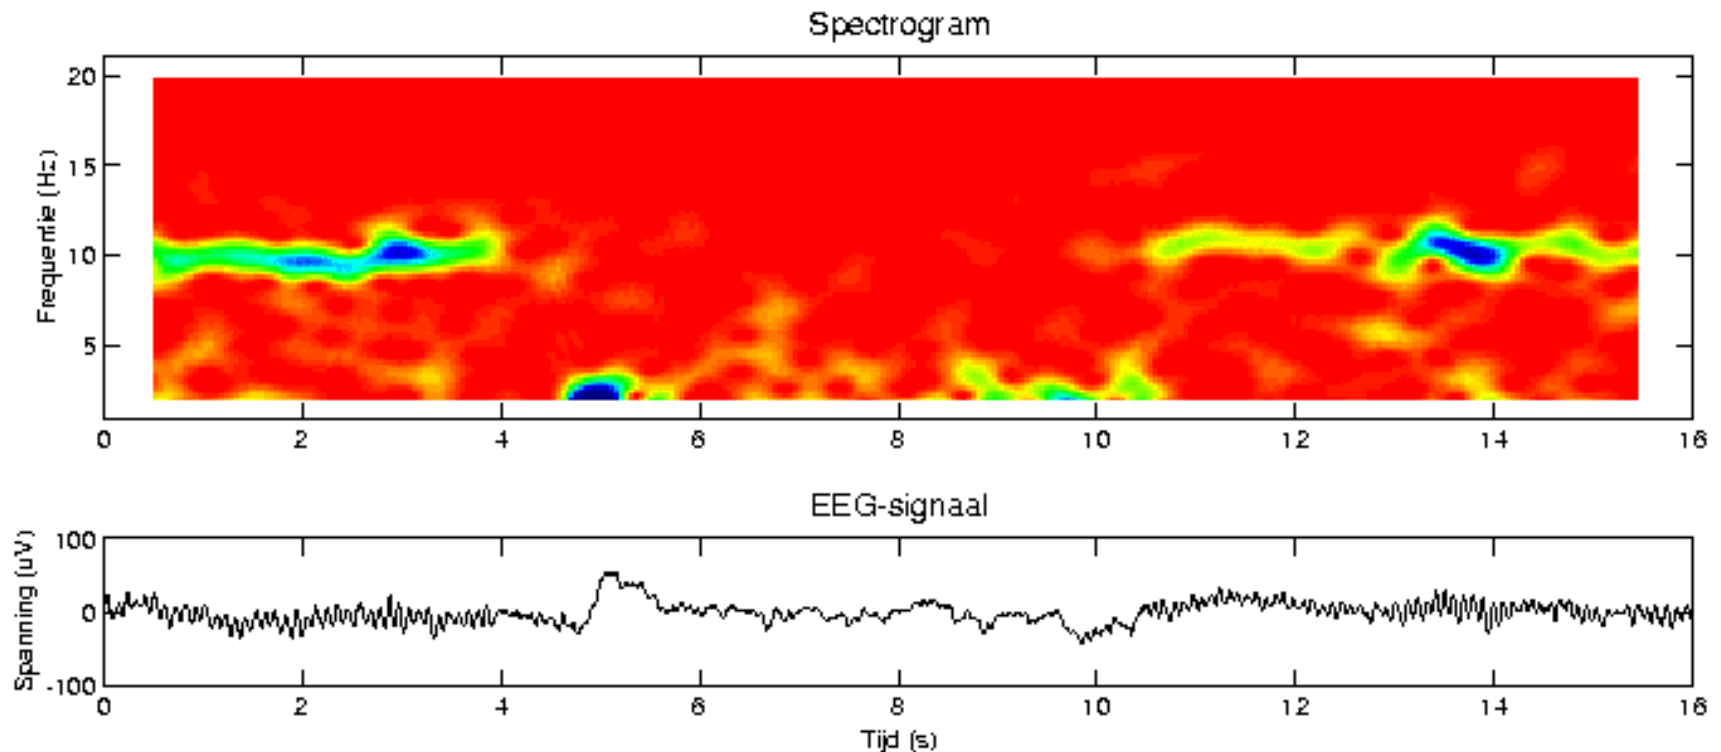 Spectrogram
Frequentie (Hz)
20
15
10
5
0 2 4 6 8 10 12 14 16
EEG-signaal
Spanning (uV)
100
0
-100
0 2 4 6 8 10 12 14 16
Tijd (s)